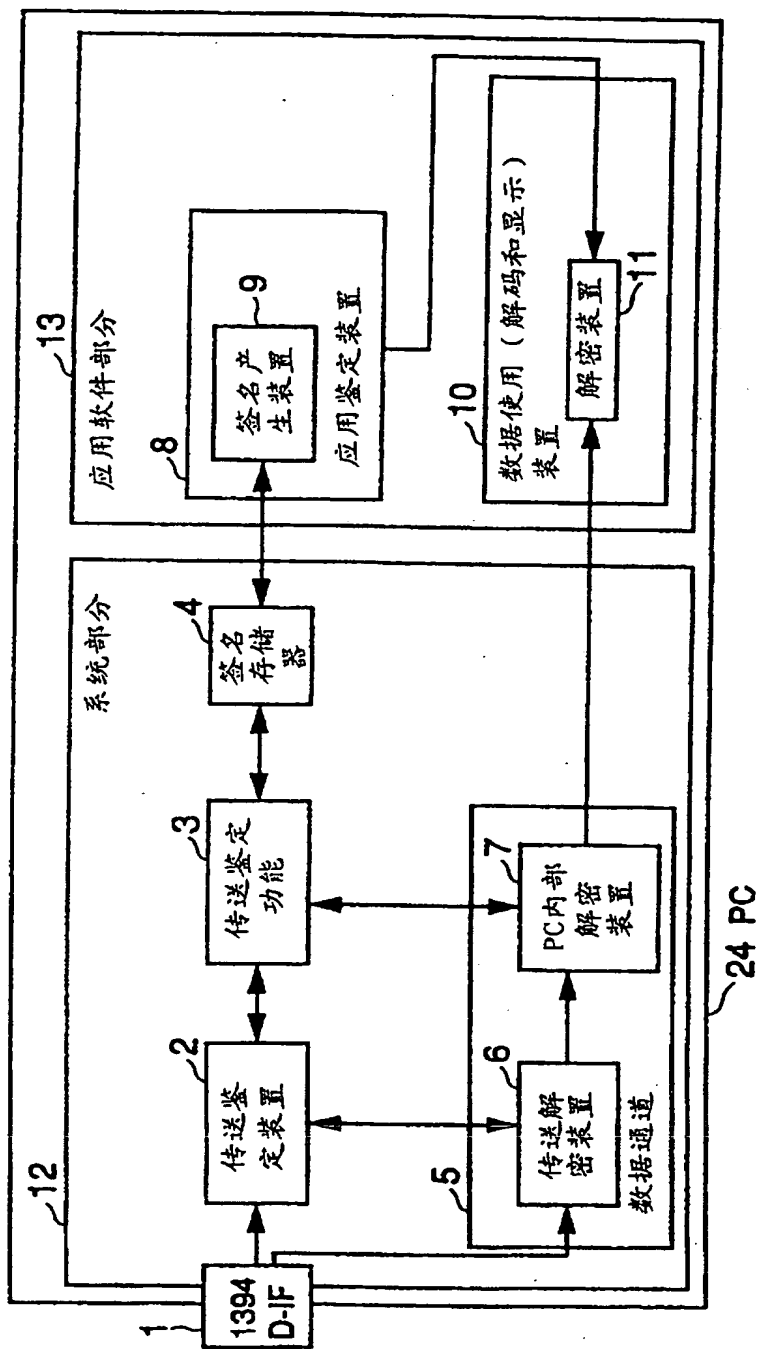 12
系统部分
1
1394
D-IF
2
传送鉴
定装置
3
传送鉴定
功能
4
签名
存储
器
5
6
传送解
密装置
数据通道
7
PC内部
解密
装置
13
应用软件部分
8
9
签名产
生装置
应用鉴定装置
10
数据使用（解码和显示）
装置
解密装置
11
24 PC